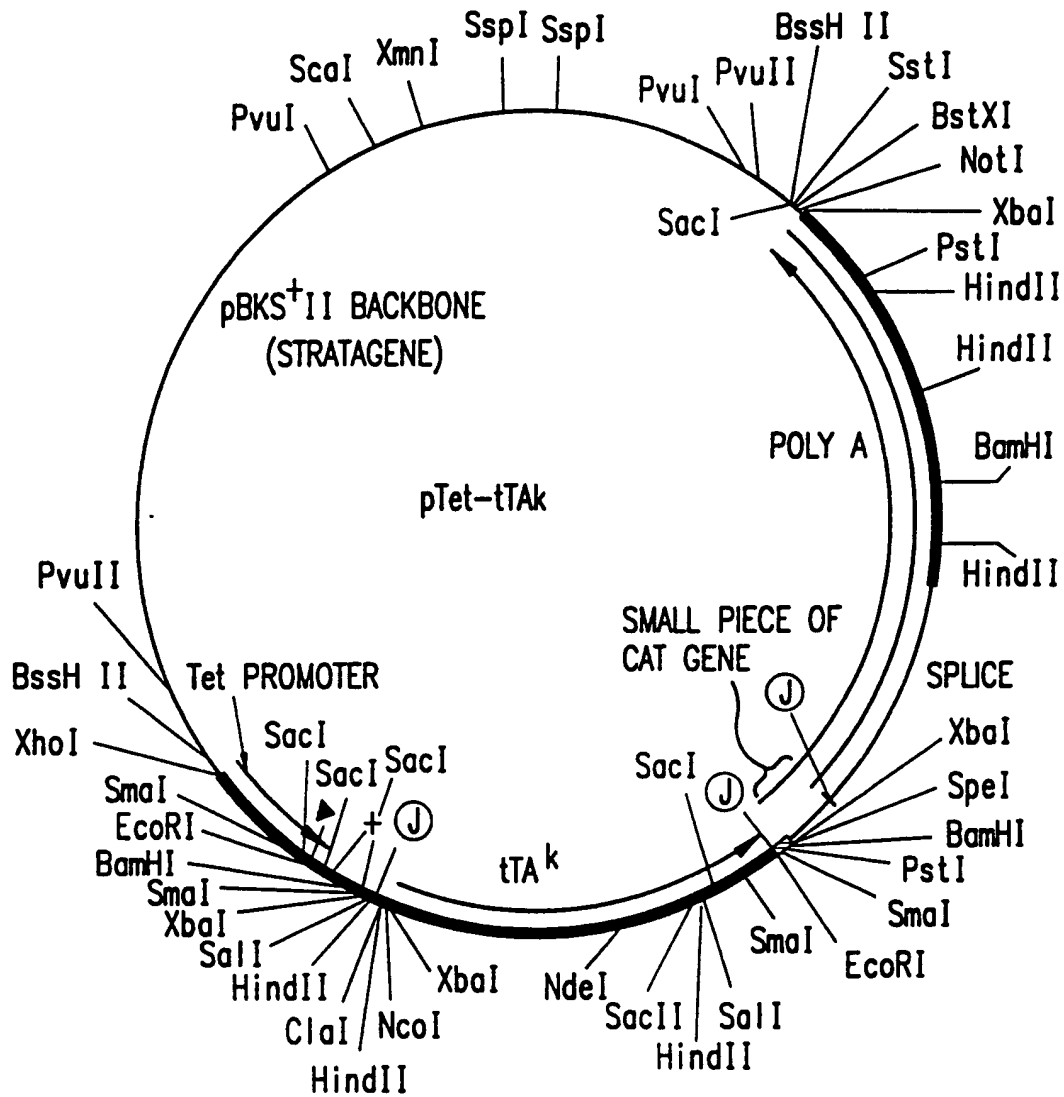 SspI
SspI
BssH II
XmnI
ScaI
PvuII
SstI
PvuI
PvuI
BstXI
NotI
SacI
XbaI
PstI
HindII
pBKS+II BACKBONE
(STRATAGENE)
HindII
POLY A
BamHI
pTet-tTAk
HindII
PvuII
SMALL PIECE OF
CAT GENE
BssH II
Tet PROMOTER
J
SPLICE
XhoI
SacI
SacI
SacI
SacI
J
XbaI
SmaI
+
J
SpeI
EcoRI
BamHI
BamHI
tTAk
PstI
SmaI
SmaI
XbaI
SmaI
EcoRI
SalI
HindII
XbaI
NdeI
ClaI
NcoI
SacII
SalI
HindII
HindII